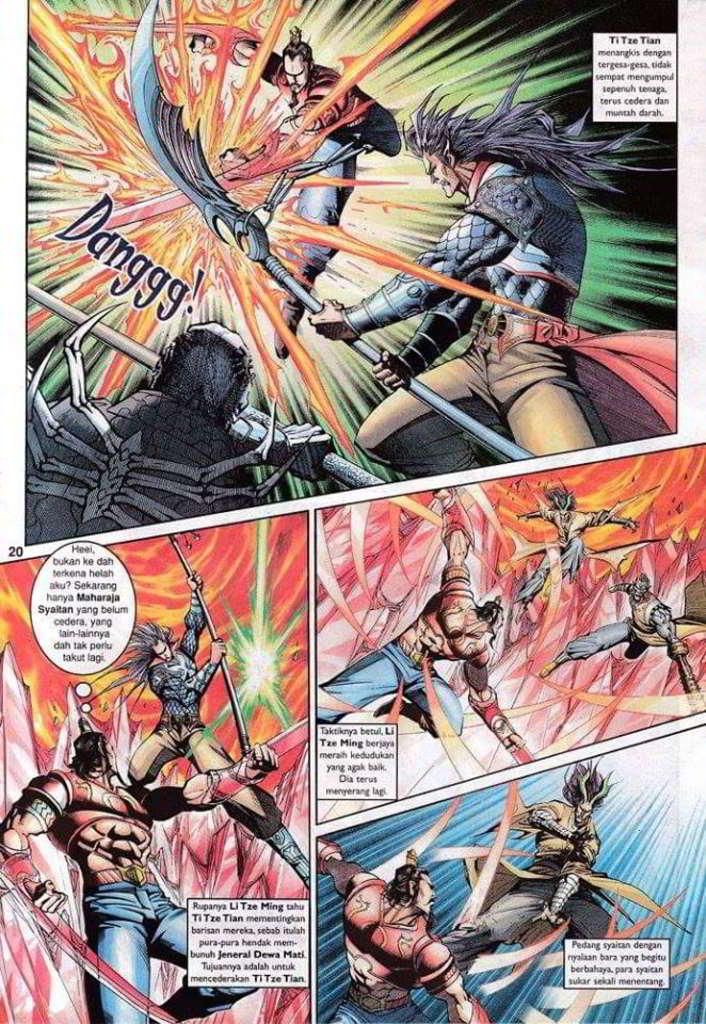 Ti Tze Tian
menangkis dengan
tergesa-gesa, tidak
sempat mengumpul
sepenuh tenaga,
terus cedera dan
muntah darah.
Danggg!
20
Heei,
bukan ke dah
terkena helah
aku? Sekarang
hanya Maharaja
Syaitan yang belum
cedera, yang
lain-lainnya
dah tak perlu
takut lagi.
Taktiknya betul, Li
Tze Ming berjaya
meraih kedudukan
yang agak baik.
Dia terus
menyerang lagi.
Rupanya Li Tze Ming tahu
Ti Tze Tian mementingkan
barisan mereka, sebab itulah
pura-pura hendak mem-
bunuh Jeneral Dewa Mati.
Tujuannya adalah untuk
mencederakan Ti Tze Tian.
Pedang syaitan dengan
nyalaan bara yang begitu
berbahaya, para syaitan
sukar sekali menentang.